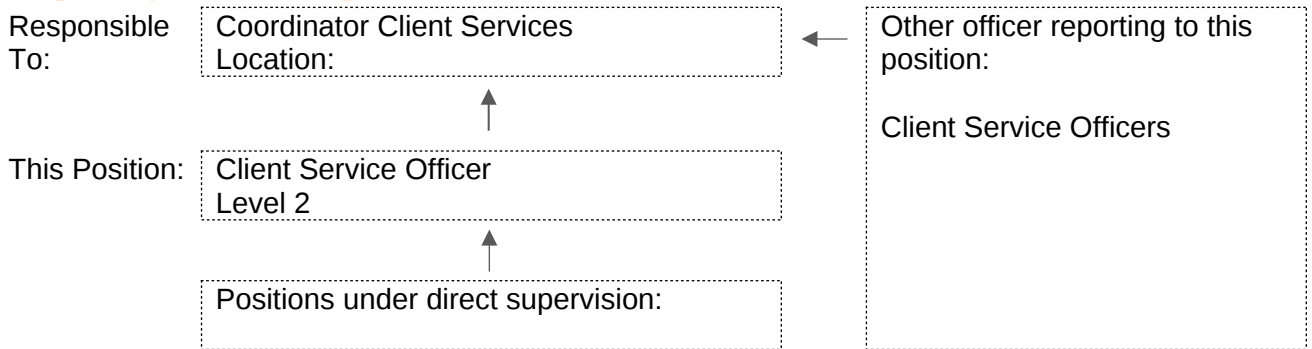 Responsible
To:
Coordinator Client Services
Location:
Other officer reporting to this
position:
Client Service Officers
This Position:
Client Service Officer
Level 2
Positions under direct supervision: